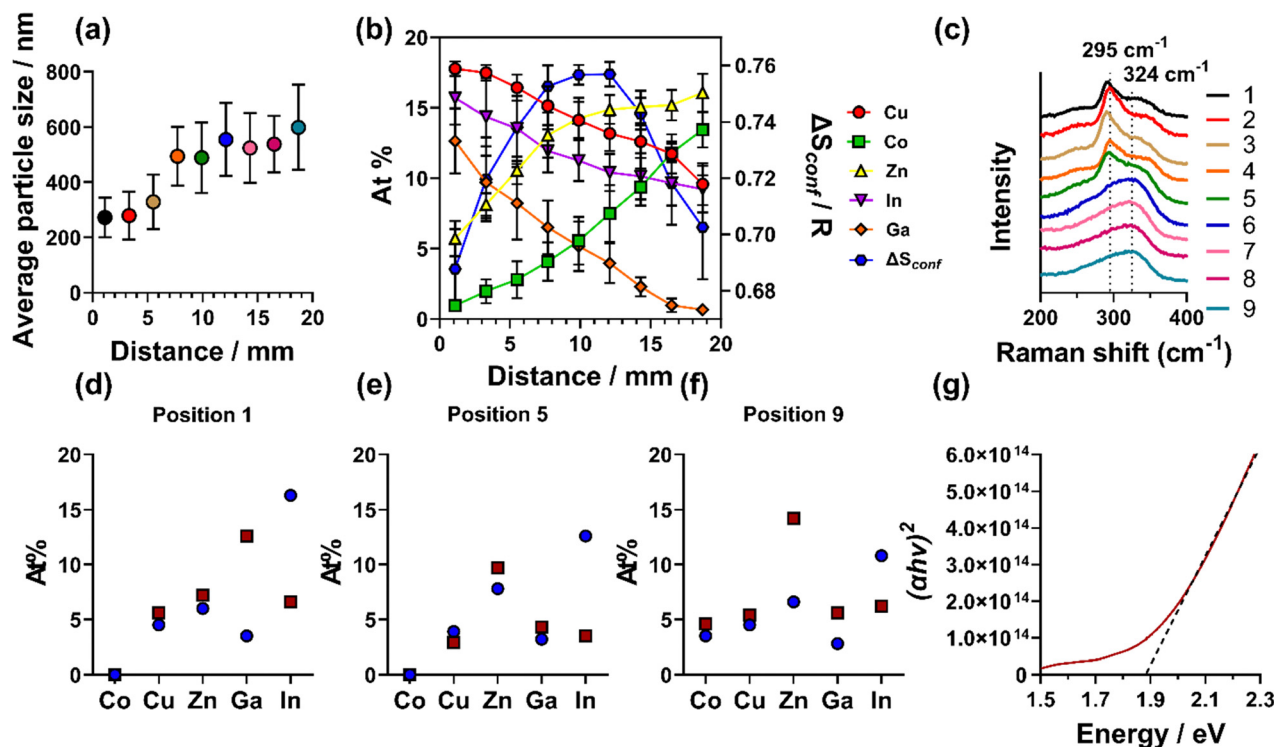 (a)
Average particle size / nm
800
600
400
200
0
0 5 10 15 20
Distance / mm
(b)
At %
20
15
10
5
0
0 5 10 15 20
Distance / mm
0.76
0.74
0.72
0.70
0.68
ΔS_conf / R
Cu
Co
Zn
In
Ga
ΔS_conf
(c)
295 cm⁻¹
324 cm⁻¹
Intensity
200 300 400
Raman shift (cm⁻¹)
1
2
3
4
5
6
7
8
9
(d)
Position 1
At%
20
15
10
5
0
Co Cu Zn Ga In
(e)
Position 5
At%
20
15
10
5
0
Co Cu Zn Ga In
(f)
Position 9
At%
20
15
10
5
0
Co Cu Zn Ga In
(g)
(αhν)²
6.0×10¹⁴
5.0×10¹⁴
4.0×10¹⁴
3.0×10¹⁴
2.0×10¹⁴
1.0×10¹⁴
0
1.5 1.7 1.9 2.1 2.3
Energy / eV